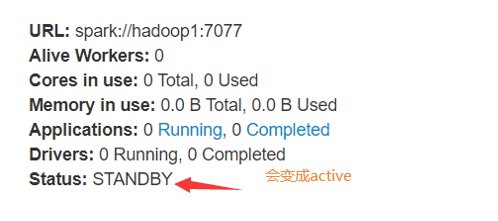 URL: spark://hadoop1:7077
Alive Workers: 0
Cores in use: 0 Total, 0 Used
Memory in use: 0.0 B Total, 0.0 B Used
Applications: 0 Running, 0 Completed
Drivers: 0 Running, 0 Completed
Status: STANDBY 会变成active